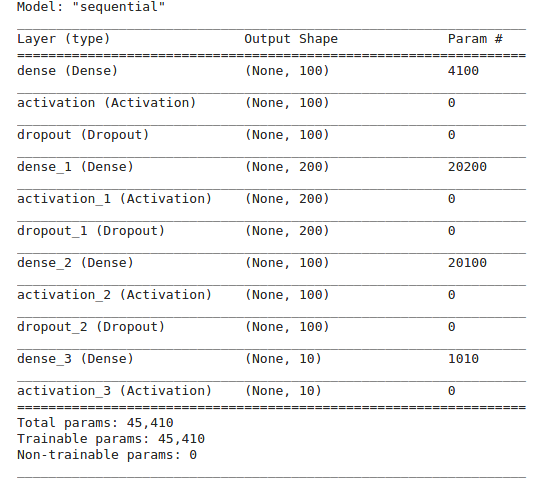 Model: "sequential"
Layer (type) Output Shape Param #
=================================================================
dense (Dense) (None, 100) 4100
activation (Activation) (None, 100) 0
dropout (Dropout) (None, 100) 0
dense_1 (Dense) (None, 200) 20200
activation_1 (Activation) (None, 200) 0
dropout_1 (Dropout) (None, 200) 0
dense_2 (Dense) (None, 100) 20100
activation_2 (Activation) (None, 100) 0
dropout_2 (Dropout) (None, 100) 0
dense_3 (Dense) (None, 10) 1010
activation_3 (Activation) (None, 10) 0
=================================================================
Total params: 45,410
Trainable params: 45,410
Non-trainable params: 0